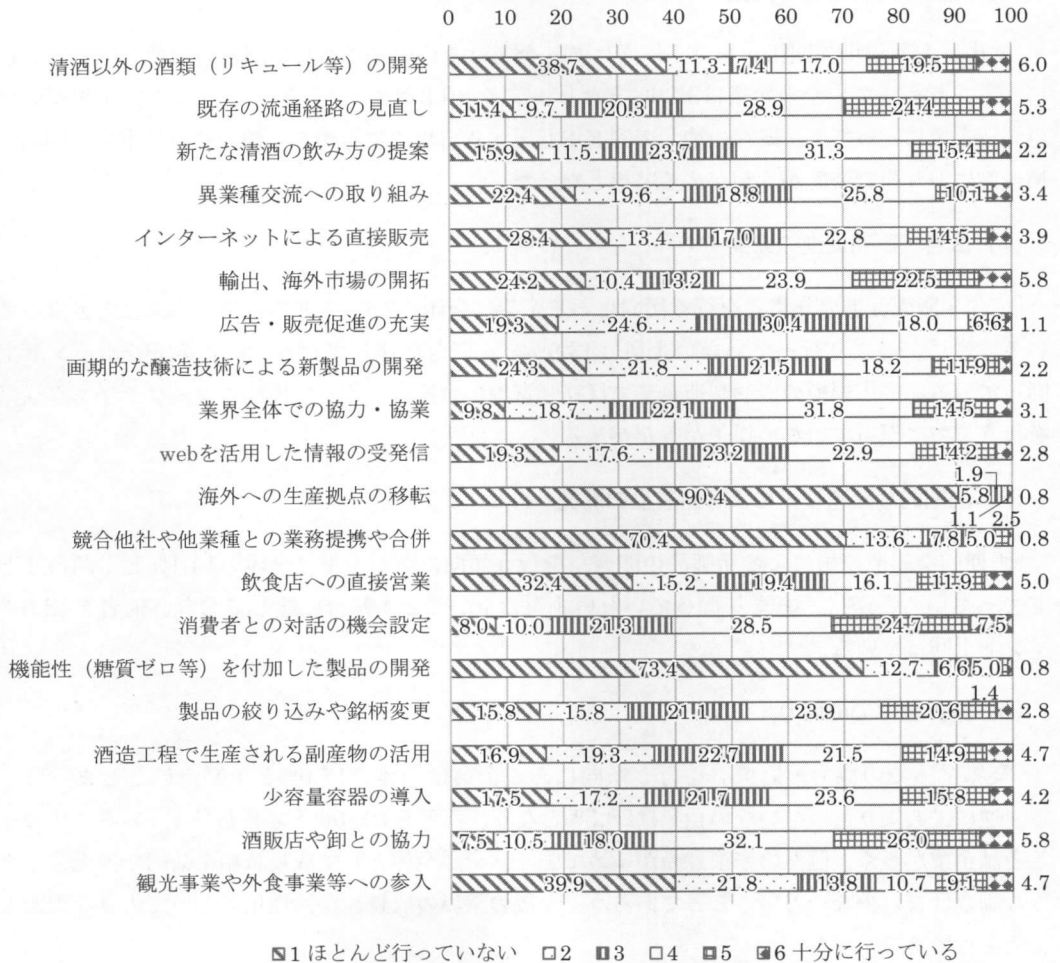 0 10 20 30 40 50 60 70 80 90 100
清酒以外の酒類（リキュール等）の開発 38.7 11.3 7.4 17.0 19.5 6.0
既存の流通経路の見直し 11.4 9.7 20.3 28.9 24.4 5.3
新たな清酒の飲み方の提案 15.9 11.5 23.7 31.3 15.4 2.2
異業種交流への取り組み 22.4 19.6 18.8 25.8 10.1 3.4
インターネットによる直接販売 28.4 13.4 17.0 22.8 14.5 3.9
輸出、海外市場の開拓 24.2 10.4 13.2 23.9 22.5 5.8
広告・販売促進の充実 19.3 24.6 30.4 18.0 6.6 1.1
画期的な醸造技術による新製品の開発 24.3 21.8 21.5 18.2 11.9 2.2
業界全体での協力・協業 9.8 18.7 22.1 31.8 14.5 3.1
webを活用した情報の受発信 19.3 17.6 23.2 22.9 14.2 2.8
1.9
海外への生産拠点の移転 90.4 5.8 0.8
1.1 2.5
競合他社や他業種との業務提携や合併 70.4 13.6 7.8 5.0 0.8
飲食店への直接営業 32.4 15.2 19.4 16.1 11.9 5.0
消費者との対話の機会設定 8.0 10.0 21.3 28.5 24.7 7.5
機能性（糖質ゼロ等）を付加した製品の開発 73.4 12.7 6.6 5.0 0.8
1.4
製品の絞り込みや銘柄変更 15.8 15.8 21.1 23.9 20.6 2.8
酒造工程で生産される副産物の活用 16.9 19.3 22.7 21.5 14.9 4.7
少容量容器の導入 17.5 17.2 21.7 23.6 15.8 4.2
酒販店や卸との協力 7.5 10.5 18.0 32.1 26.0 5.8
観光事業や外食事業等への参入 39.9 21.8 13.8 10.7 9.1 4.7
1 ほとんど行っていない 2 3 4 5 6 十分に行っている